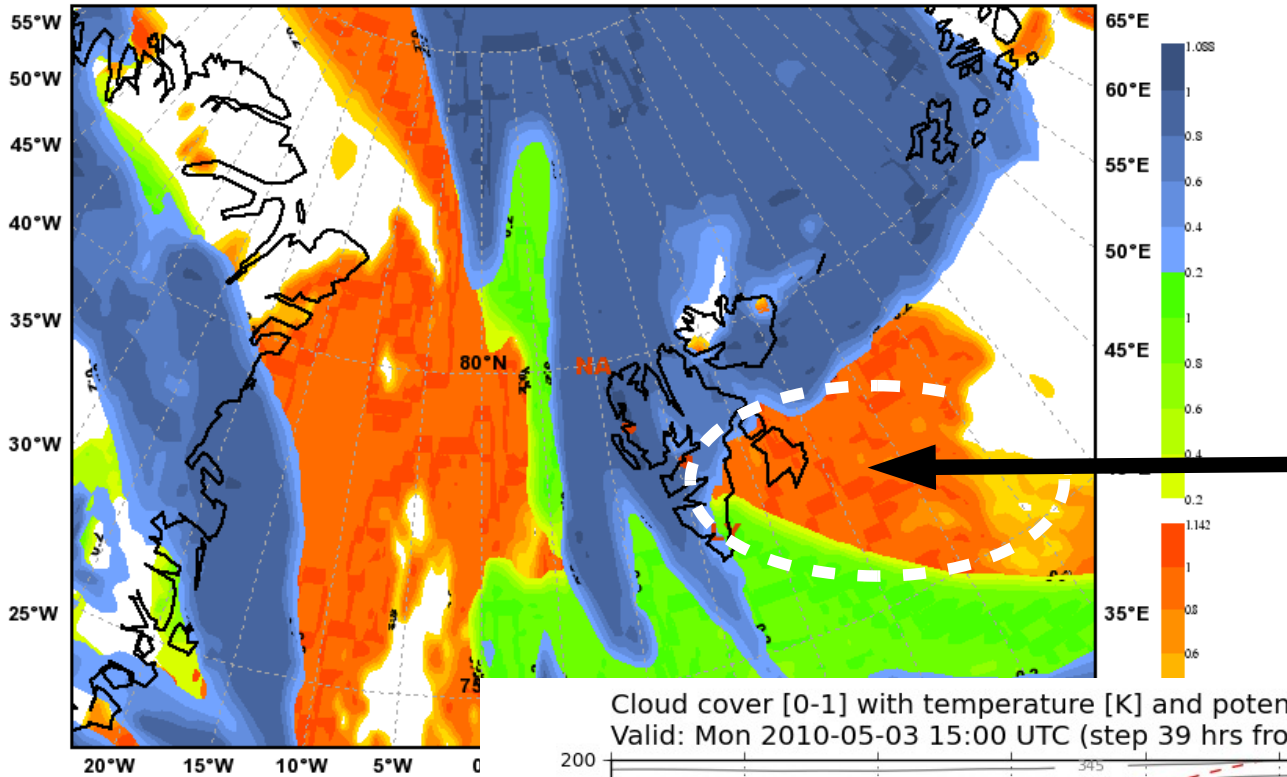 55°W
50°W
45°W
40°W
35°W
30°W
25°W
20°W 15°W 10°W 5°W
65°E
60°E
55°E
50°E
45°E
35°E
80°N
NA
LY
75
1.088
1
0.8
0.6
0.4
0.2
1
0.8
0.6
0.4
0.2
1.142
1
0.8
0.6
Cloud cover [0-1] with temperature [K] and poten
Valid: Mon 2010-05-03 15:00 UTC (step 39 hrs fro
200
345